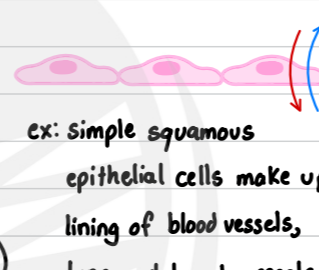 ex: simple squamous
epithelial cells make up
lining of blood vessels,